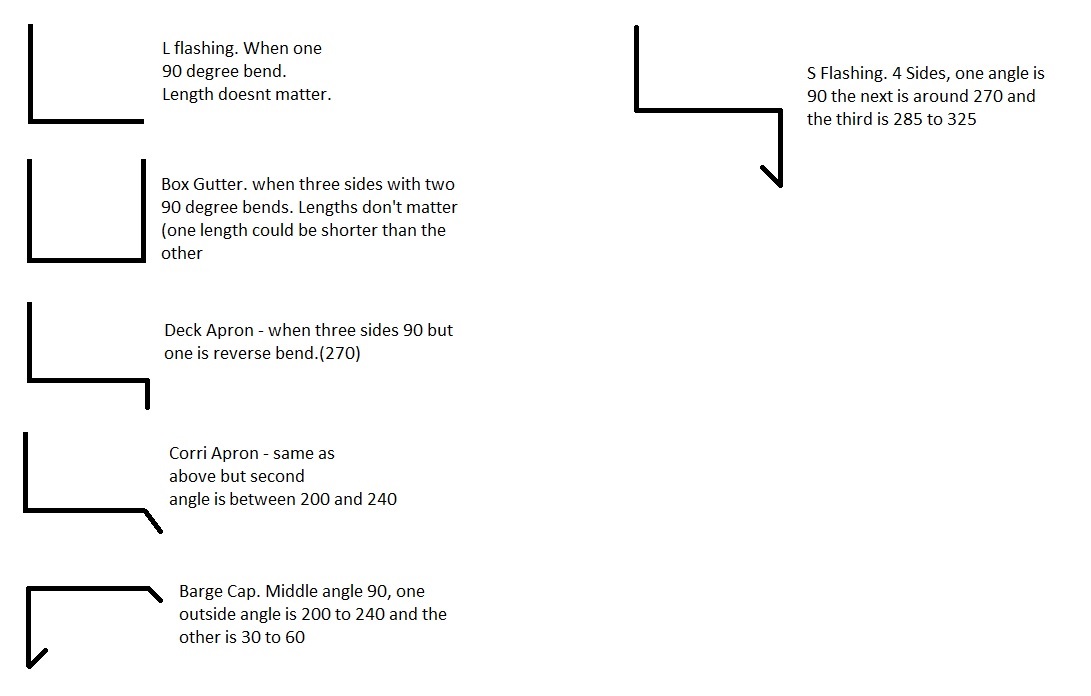 L flashing. When one
90 degree bend.
Length doesnt matter.
Box Gutter. when three sides with two
90 degree bends. Lengths don't matter
(one length could be shorter than the
other
Deck Apron - when three sides 90 but
one is reverse bend.(270)
Corri Apron - same as
above but second
angle is between 200 and 240
Barge Cap. Middle angle 90, one
outside angle is 200 to 240 and the
other is 30 to 60
S Flashing. 4 Sides, one angle is
90 the next is around 270 and
the third is 285 to 325